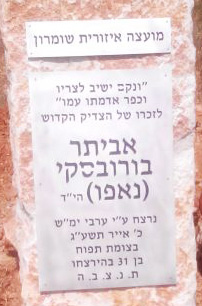 מועצה איזורית שומרון
"ונקם ישיב לצריו
וכפר אדמתו עמו"
לזכרו של הצדיק הקדוש
אביתר
בורובסקי
(נאפו) הי"ד
נרצח ע"י ערבי ימ"ש
כ' אייר תשע"ג
בצומת תפוח
בן 31 בהירצחו
ת. נ. צ. ב. ה